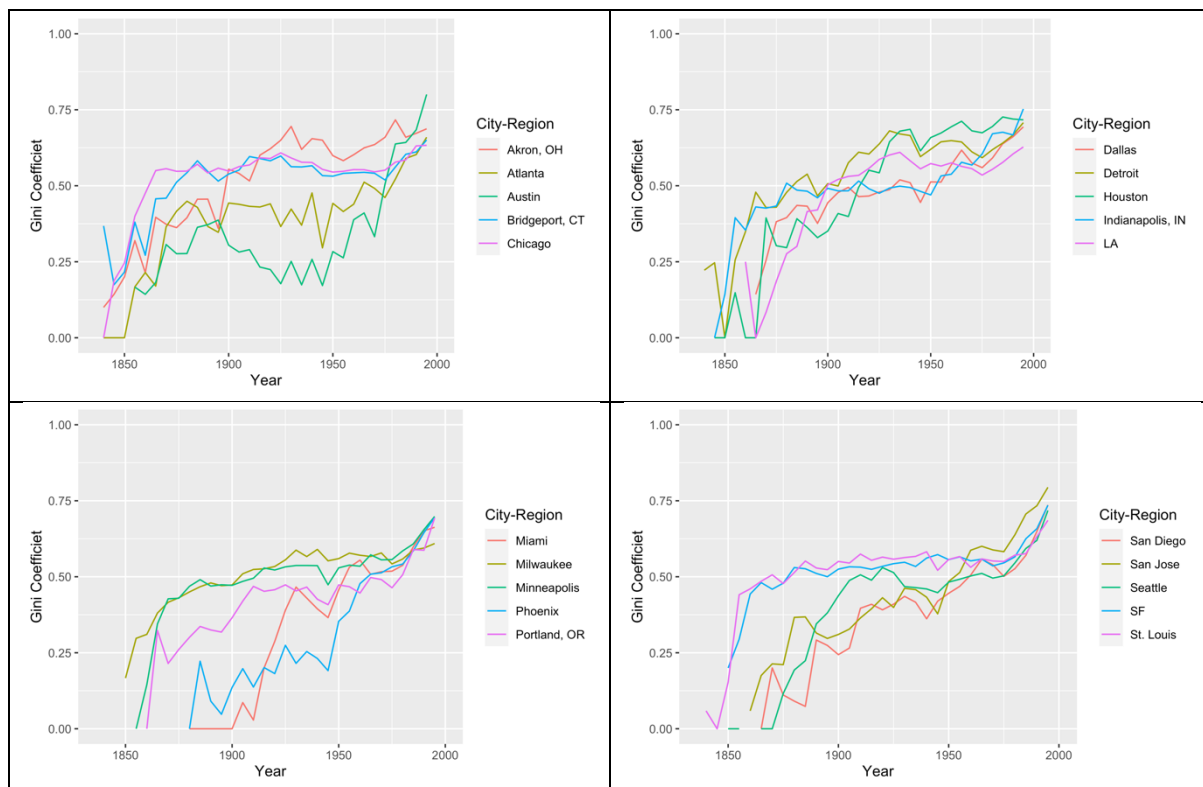 1.00
0.75
0.50
0.25
0.00
Gini Coefficiet
1850
1900
1950
2000
Year
City-Region
Akron, OH
Atlanta
Austin
Bridgeport, CT
Chicago
1.00
0.75
0.50
0.25
0.00
Gini Coefficiet
1850
1900
1950
2000
Year
City-Region
Dallas
Detroit
Houston
Indianapolis, IN
LA
1.00
0.75
0.50
0.25
0.00
Gini Coefficiet
1850
1900
1950
2000
Year
City-Region
Miami
Milwaukee
Minneapolis
Phoenix
Portland, OR
1.00
0.75
0.50
0.25
0.00
Gini Coefficiet
1850
1900
1950
2000
Year
City-Region
San Diego
San Jose
Seattle
SF
St. Louis